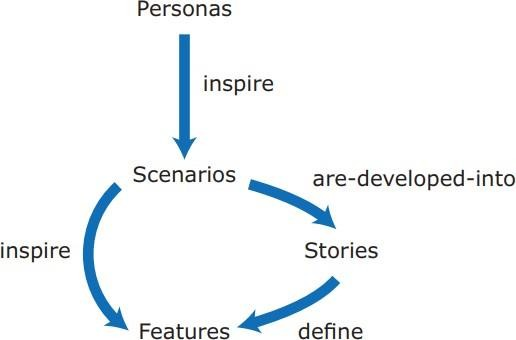 Personas
inspire
Scenarios
are-developed-into
inspire
Stories
Features
define